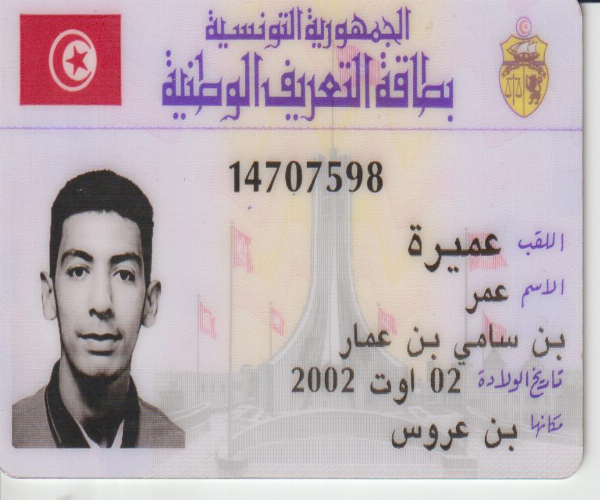 الجمهورية التونسية
بطاقة التعريف الوطنية
14707598
اللقب عميرة
الاسم عمر
بن سامي بن عمار
تاريخ الولادة 02 اوت 2002
مكانها بن عروس